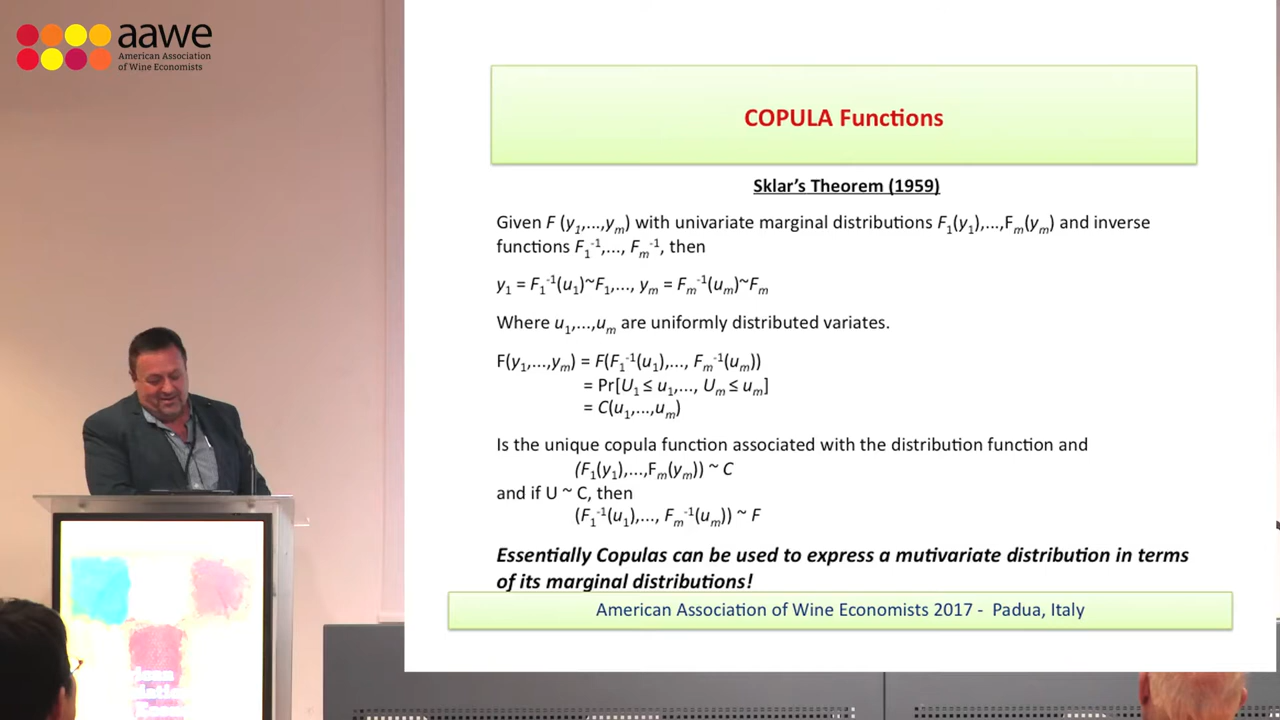 aawe
American Association
of Wine Economists
COPULA Functions
Sklar's Theorem (1959)
Given F (y₁,...,yₘ) with univariate marginal distributions F₁(y₁),...,Fₘ(yₘ) and inverse
functions F₁⁻¹,..., Fₘ⁻¹, then
y₁ = F₁⁻¹(u₁)~F₁,..., yₘ = Fₘ⁻¹(uₘ)~Fₘ
Where u₁,...,uₘ are uniformly distributed variates.
F(y₁,...,yₘ) = F(F₁⁻¹(u₁),..., Fₘ⁻¹(uₘ))
= Pr[U₁ ≤ u₁,..., Uₘ ≤ uₘ]
= C(u₁,...,uₘ)
Is the unique copula function associated with the distribution function and
(F₁(y₁),...,Fₘ(yₘ)) ~ C
and if U ~ C, then
(F₁⁻¹(u₁),..., Fₘ⁻¹(uₘ)) ~ F
Essentially Copulas can be used to express a mutivariate distribution in terms
of its marginal distributions!
American Association of Wine Economists 2017 - Padua, Italy